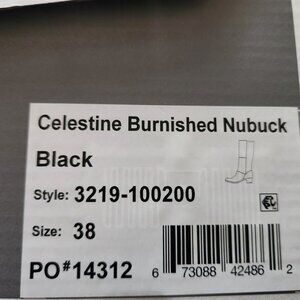 Celestine Burnished Nubuck
Black
Style: 3219-100200
Size: 38
PO#14312
6 73088 42486 2